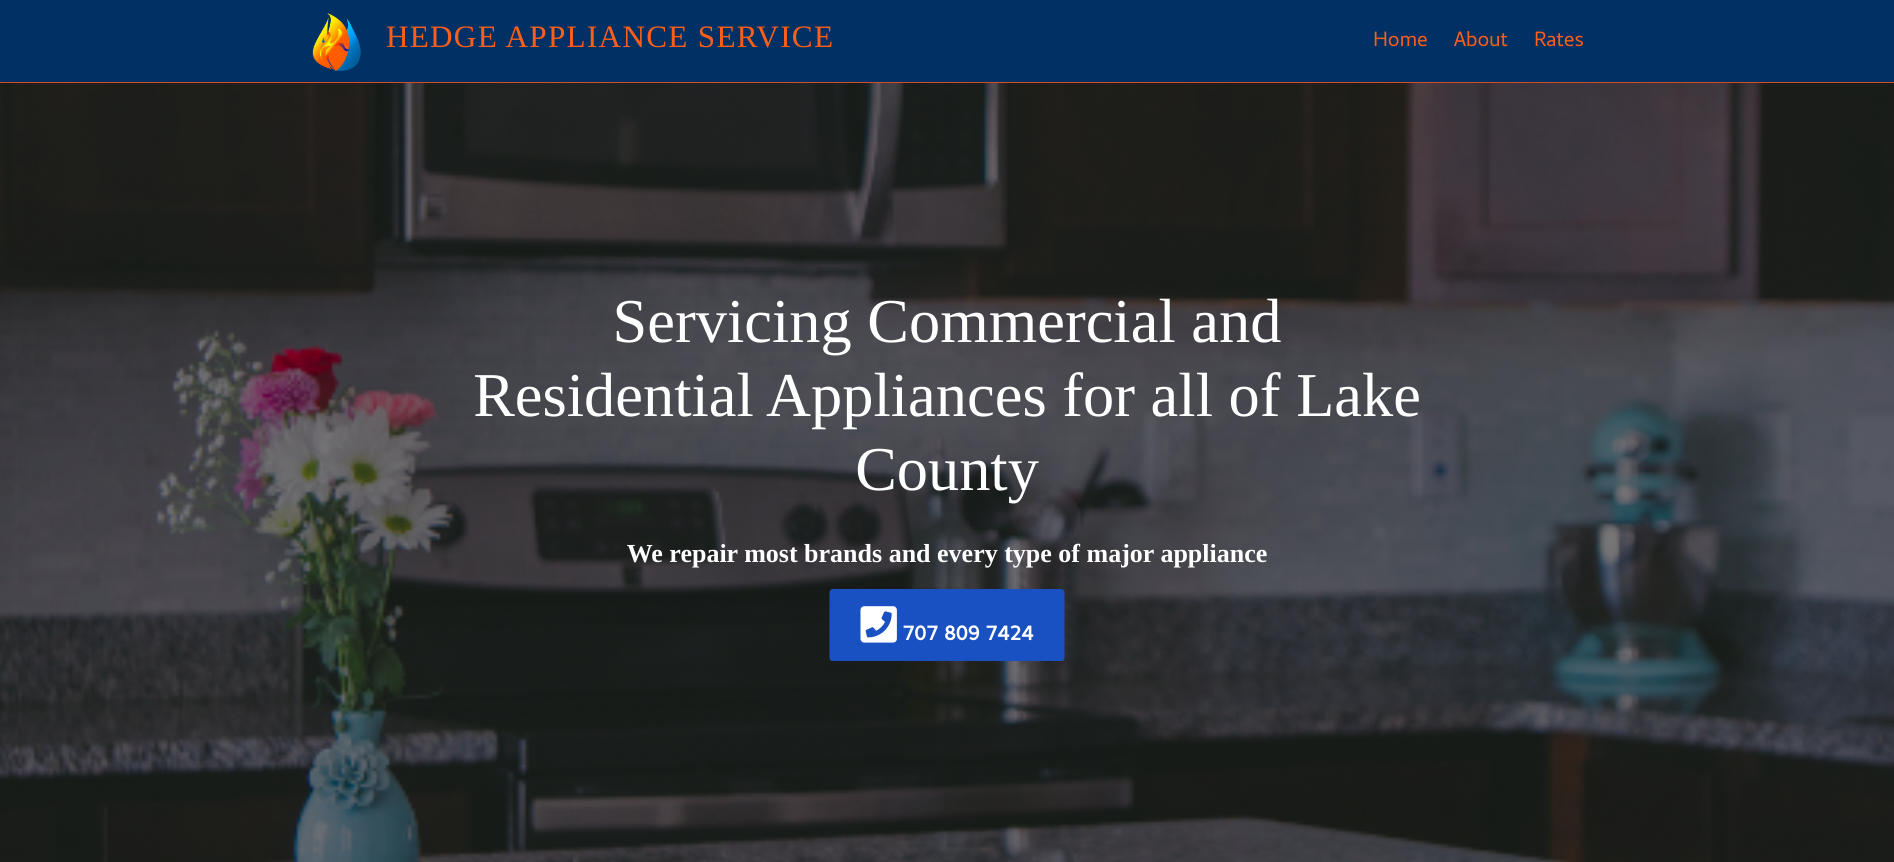 HEDGE APPLIANCE SERVICE
Home About Rates
Servicing Commercial and
Residential Appliances for all of Lake
County
We repair most brands and every type of major appliance
707 809 7424